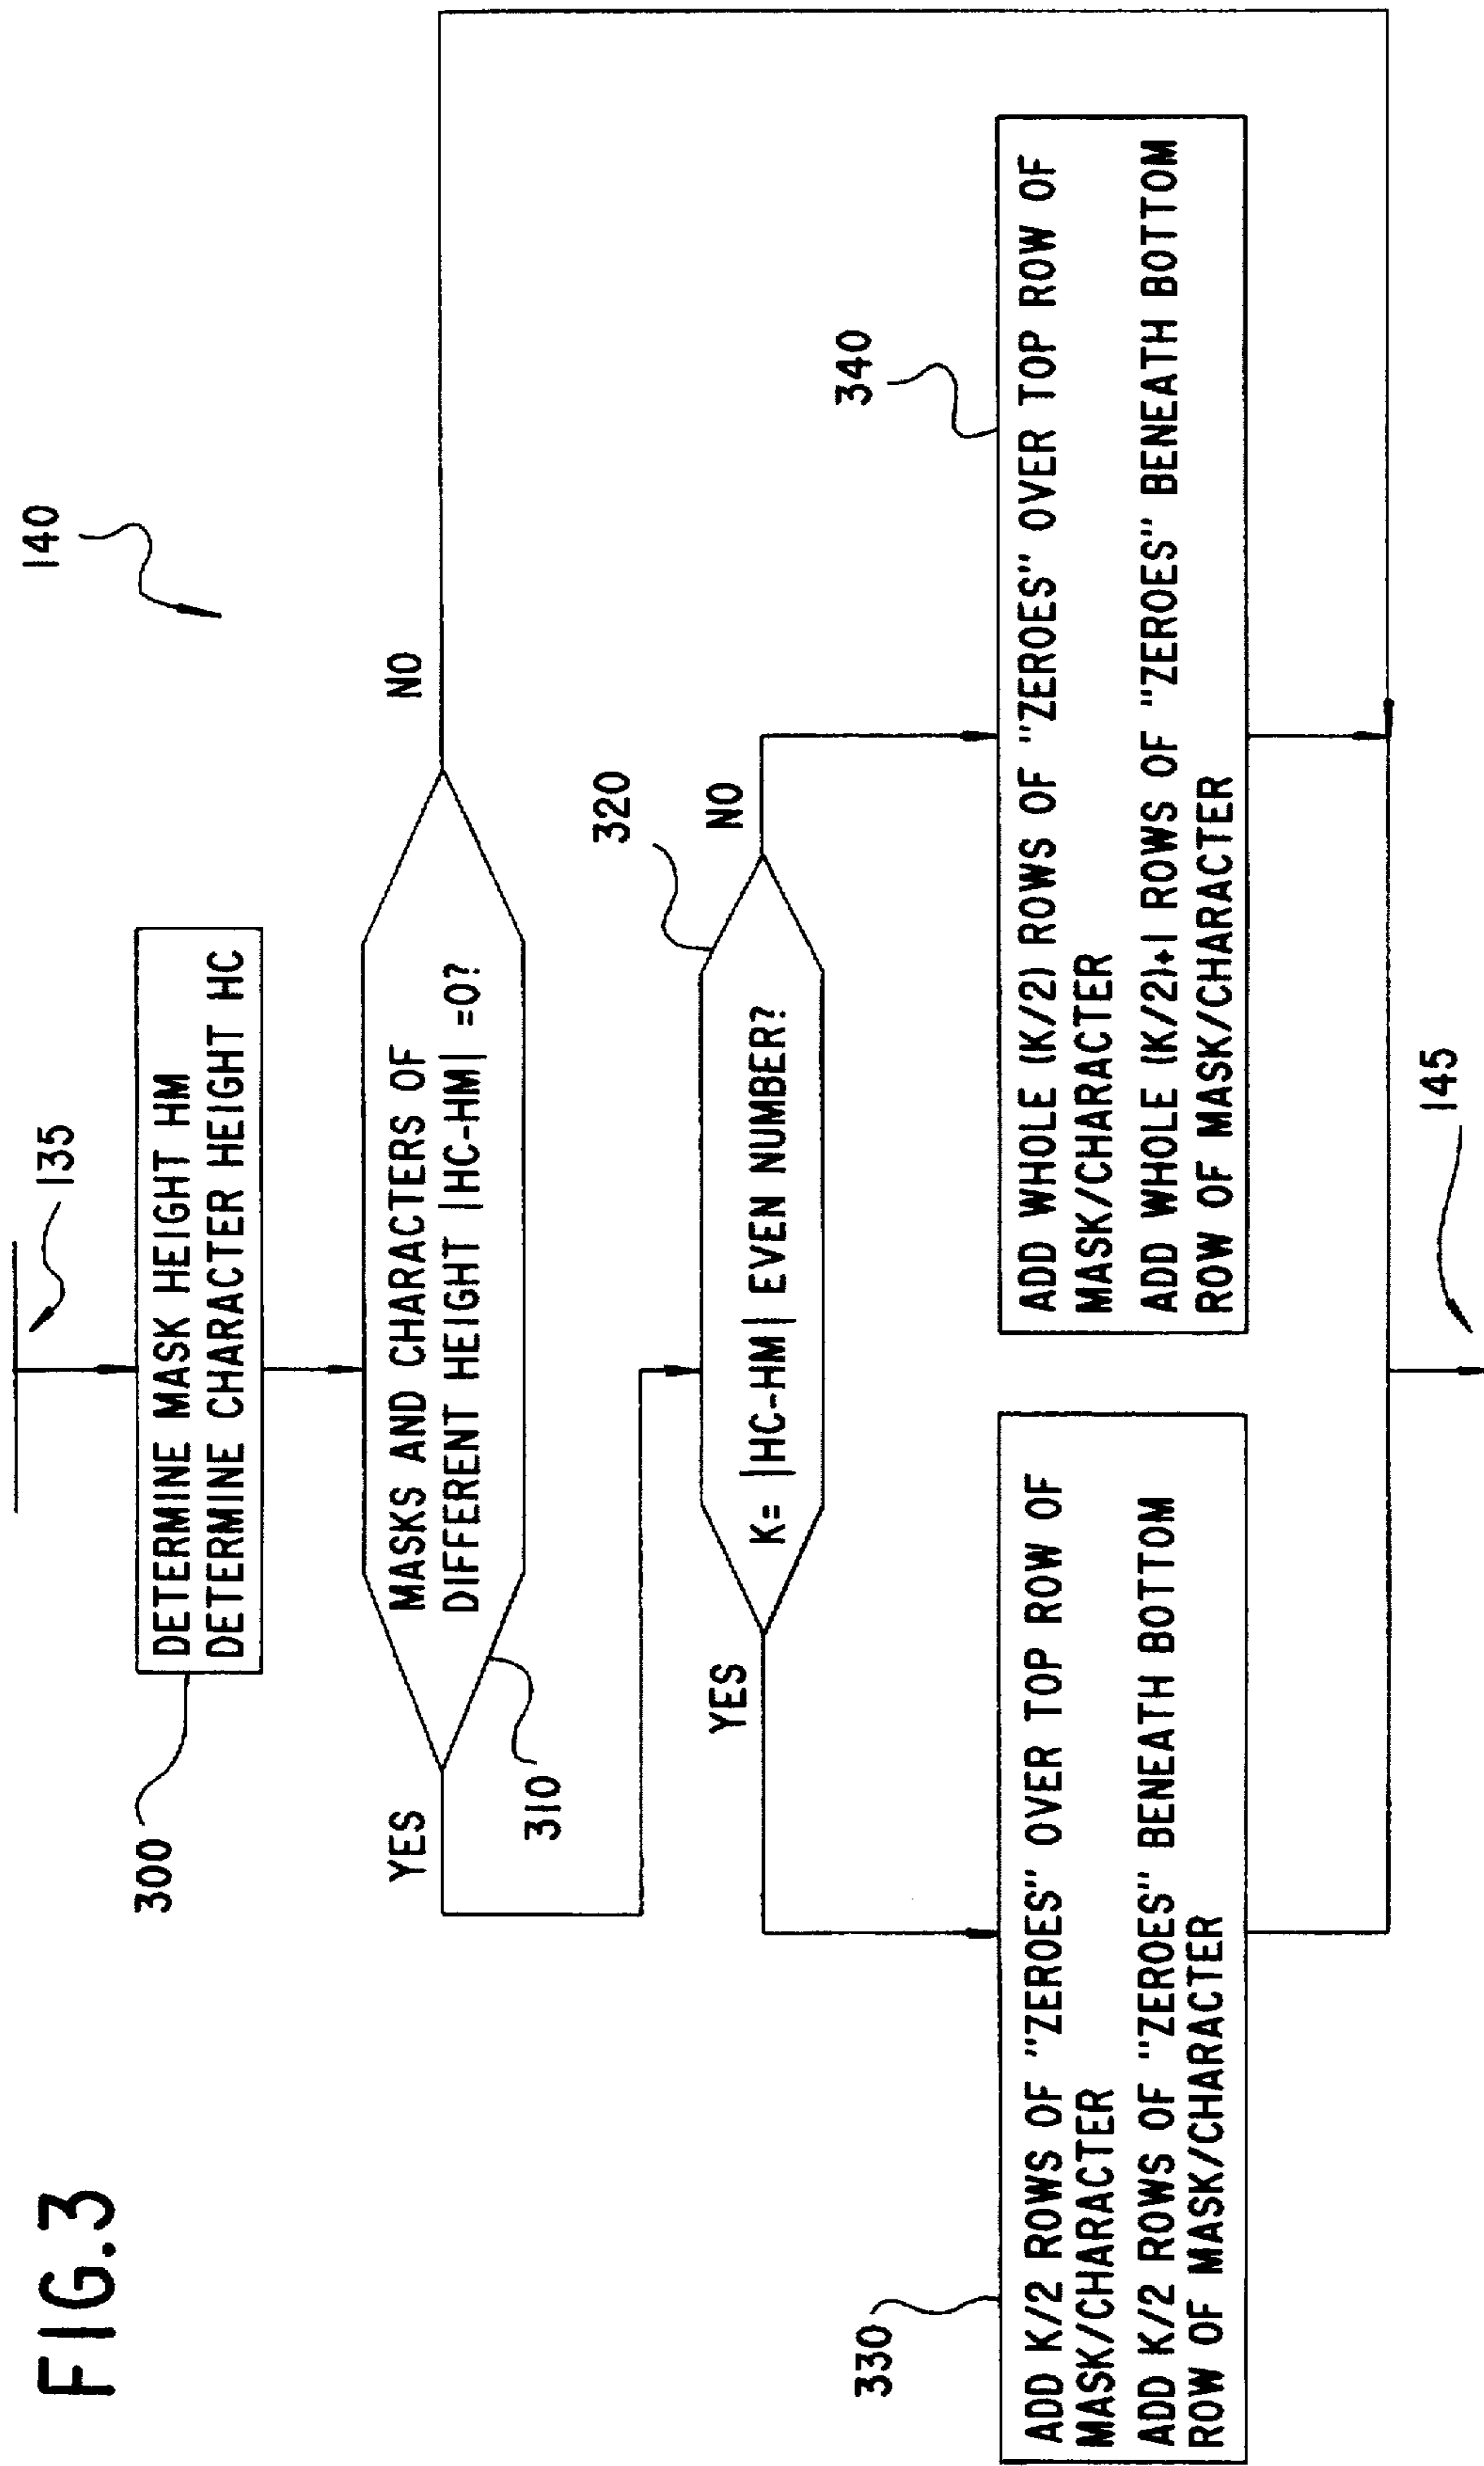 FIG.3
140
135
300
DETERMINE MASK HEIGHT HM
DETERMINE CHARACTER HEIGHT HC
310
MASKS AND CHARACTERS OF
DIFFERENT HEIGHT |HC-HM| =0?
YES
NO
320
K= |HC-HM| EVEN NUMBER?
YES
NO
330
ADD K/2 ROWS OF "ZEROES" OVER TOP ROW OF
MASK/CHARACTER
ADD K/2 ROWS OF "ZEROES" BENEATH BOTTOM
ROW OF MASK/CHARACTER
340
ADD WHOLE (K/2) ROWS OF "ZEROES" OVER TOP ROW OF
MASK/CHARACTER
ADD WHOLE (K/2)+1 ROWS OF "ZEROES" BENEATH BOTTOM
ROW OF MASK/CHARACTER
145